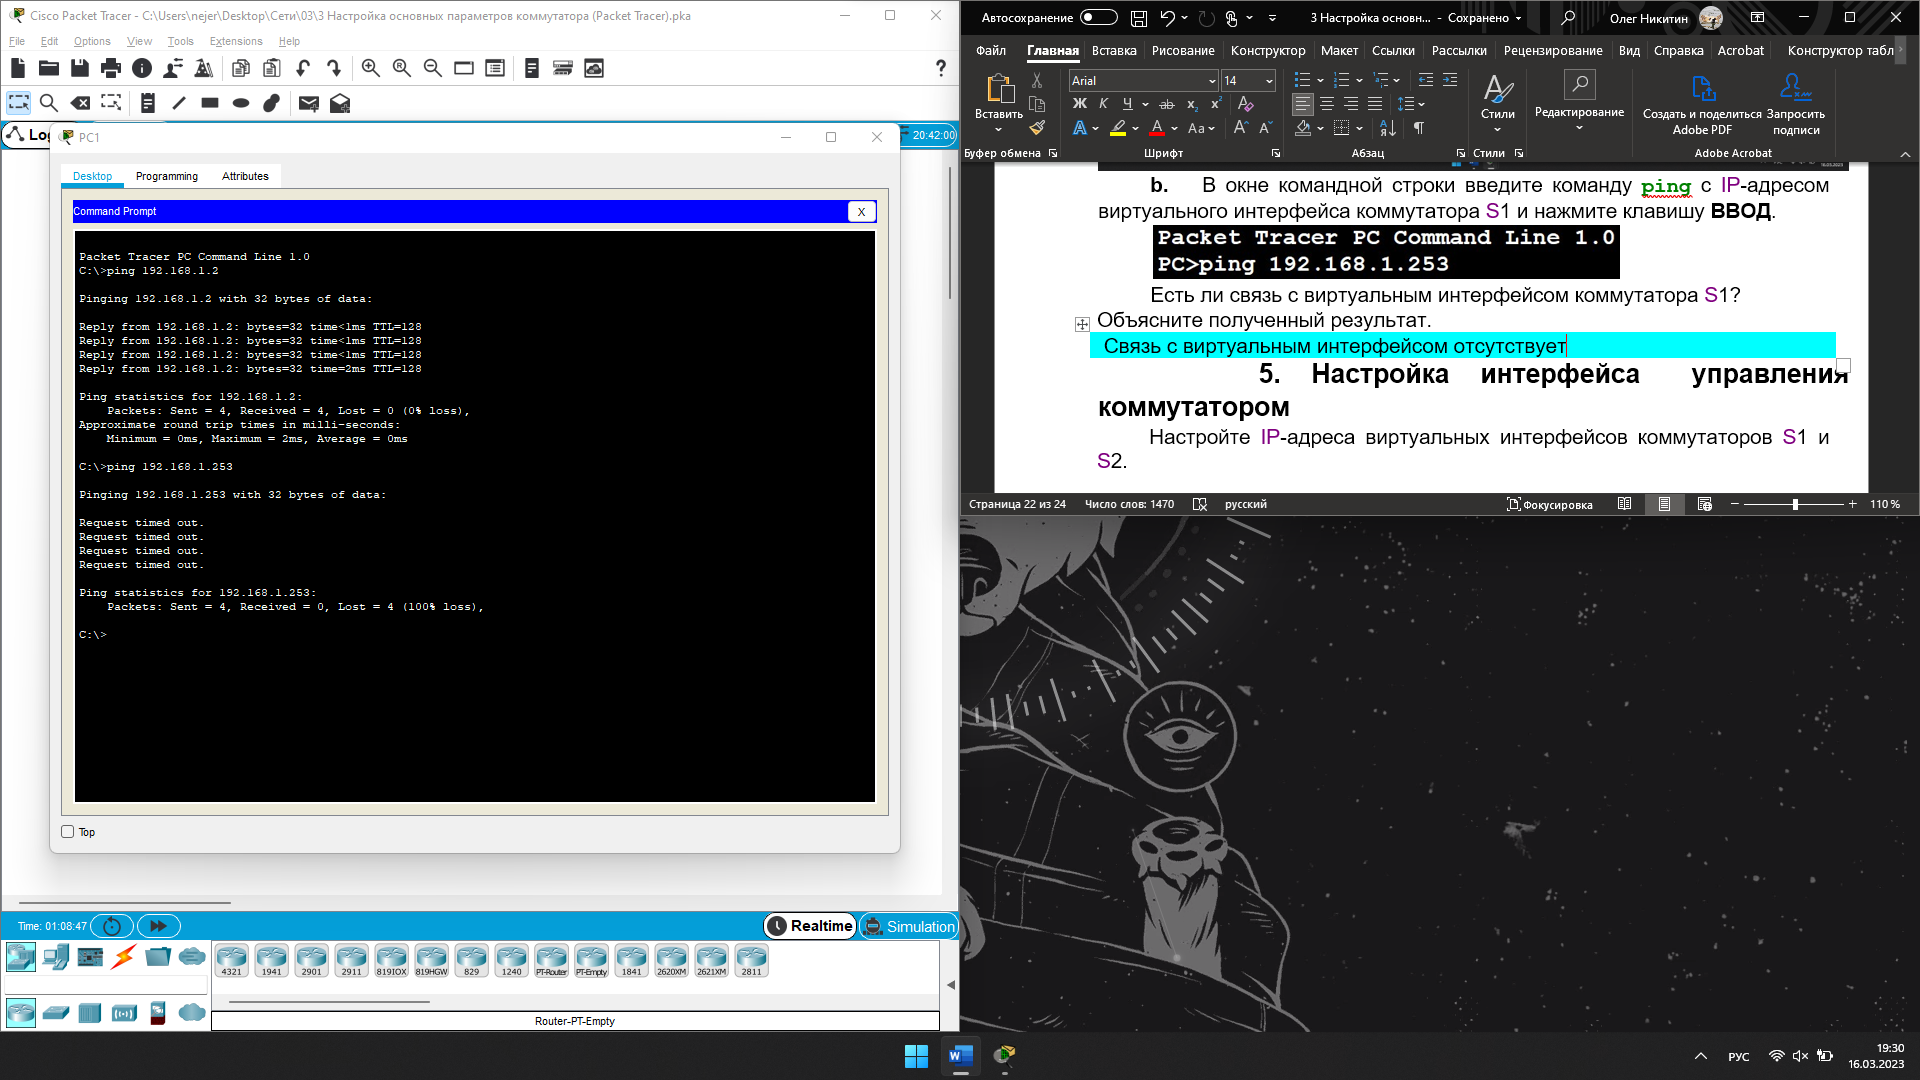 Cisco Packet Tracer - C:\Users\nejer\Desktop\Сети\03\3 Настройка основных параметров коммутатора (Packet Tracer).pka
File Edit Options View Tools Extensions Help
20:42:00
PC1
Desktop Programming Attributes
Command Prompt
X
Packet Tracer PC Command Line 1.0
C:\>ping 192.168.1.2
Pinging 192.168.1.2 with 32 bytes of data:
Reply from 192.168.1.2: bytes=32 time<1ms TTL=128
Reply from 192.168.1.2: bytes=32 time<1ms TTL=128
Reply from 192.168.1.2: bytes=32 time<1ms TTL=128
Reply from 192.168.1.2: bytes=32 time=2ms TTL=128
Ping statistics for 192.168.1.2:
Packets: Sent = 4, Received = 4, Lost = 0 (0% loss),
Approximate round trip times in milli-seconds:
Minimum = 0ms, Maximum = 2ms, Average = 0ms
C:\>ping 192.168.1.253
Pinging 192.168.1.253 with 32 bytes of data:
Request timed out.
Request timed out.
Request timed out.
Request timed out.
Ping statistics for 192.168.1.253:
Packets: Sent = 4, Received = 0, Lost = 4 (100% loss),
C:\>
Top
Time: 01:08:47
Realtime Simulation
4321 1941 2901 2911 819IOX 819HGW 829 1240 PT-Router PT-Empty 1841 2620XM 2621XM 2811
Router-PT-Empty
Автосохранение 3 Настройка основн... - Сохранено Олег Никитин
Файл Главная Вставка Рисование Конструктор Макет Ссылки Рассылки Рецензирование Вид Справка Acrobat Конструктор табл
Вставить
Буфер обмена
Arial 14
Ж К Ч ab x₂ x²
A A Aa A A
Шрифт
Абзац
Стили
Стили
Редактирование
Создать и поделиться Adobe PDF
Запросить подписи
Adobe Acrobat
b. В окне командной строки введите команду ping с IP-адресом
виртуального интерфейса коммутатора S1 и нажмите клавишу ВВОД.
Packet Tracer PC Command Line 1.0
PC>ping 192.168.1.253
Есть ли связь с виртуальным интерфейсом коммутатора S1?
Объясните полученный результат.
Связь с виртуальным интерфейсом отсутствует
5. Настройка интерфейса управления
коммутатором
Настройте IP-адреса виртуальных интерфейсов коммутаторов S1 и
S2.
Страница 22 из 24 Число слов: 1470 русский Фокусировка 110 %
РУС 19:30
16.03.2023